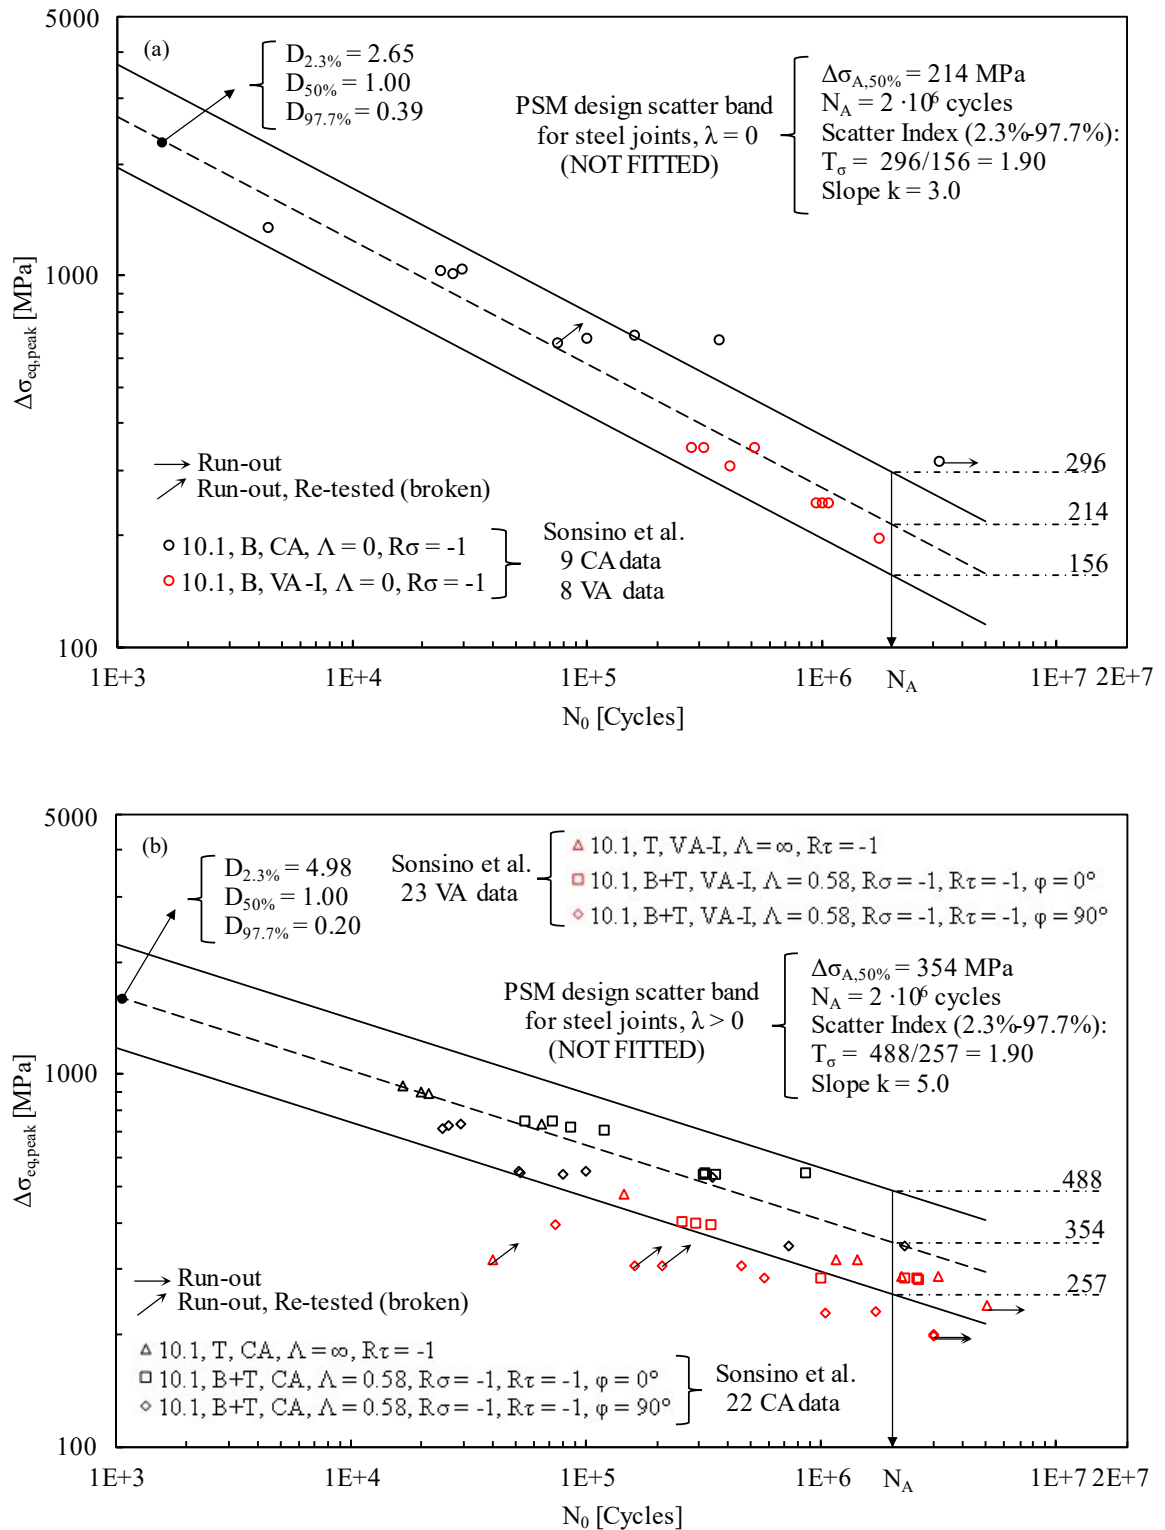 5000
(a)
D2.3% = 2.65
D50% = 1.00
D97.7% = 0.39
PSM design scatter band
for steel joints, λ = 0
(NOT FITTED)
ΔσA,50% = 214 MPa
NA = 2 ·10⁶ cycles
Scatter Index (2.3%-97.7%):
Tσ = 296/156 = 1.90
Slope k = 3.0
1000
Δσeq,peak [MPa]
Run-out
Run-out, Re-tested (broken)
296
214
156
10.1, B, CA, Λ = 0, Rσ = -1
10.1, B, VA-I, Λ = 0, Rσ = -1
Sonsino et al.
9 CA data
8 VA data
100
1E+3
1E+4
1E+5
1E+6
NA
1E+7
2E+7
N0 [Cycles]
5000
(b)
D2.3% = 4.98
D50% = 1.00
D97.7% = 0.20
Sonsino et al.
23 VA data
10.1, T, VA-I, Λ = ∞, Rτ = -1
10.1, B+T, VA-I, Λ = 0.58, Rσ = -1, Rτ = -1, φ = 0°
10.1, B+T, VA-I, Λ = 0.58, Rσ = -1, Rτ = -1, φ = 90°
PSM design scatter band
for steel joints, λ > 0
(NOT FITTED)
ΔσA,50% = 354 MPa
NA = 2 ·10⁶ cycles
Scatter Index (2.3%-97.7%):
Tσ = 488/257 = 1.90
Slope k = 5.0
1000
Δσeq,peak [MPa]
488
354
257
Run-out
Run-out, Re-tested (broken)
10.1, T, CA, Λ = ∞, Rτ = -1
10.1, B+T, CA, Λ = 0.58, Rσ = -1, Rτ = -1, φ = 0°
10.1, B+T, CA, Λ = 0.58, Rσ = -1, Rτ = -1, φ = 90°
Sonsino et al.
22 CA data
100
1E+3
1E+4
1E+5
1E+6
NA
1E+7
2E+7
N0 [Cycles]